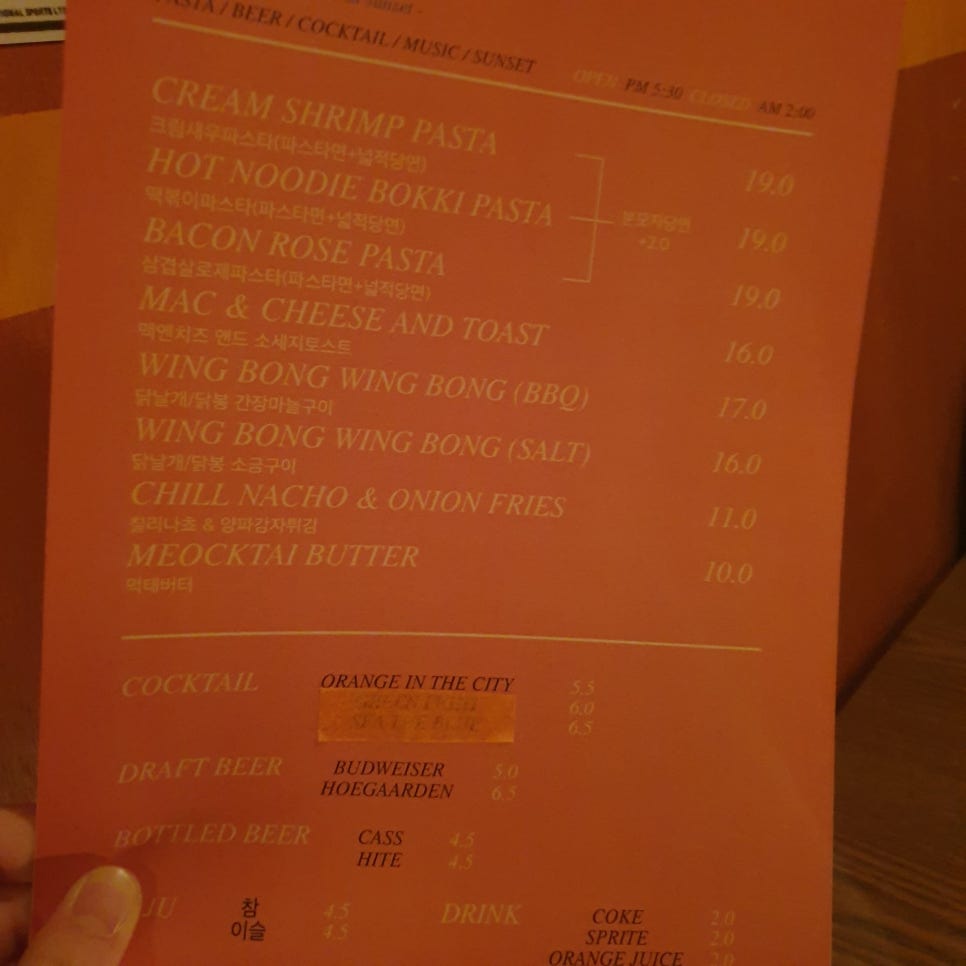 IONAL SPORTS LT
Sunset -
PASTA / BEER / COCKTAIL / MUSIC / SUNSET
OPEN PM 5:30 CLOSED AM 2:00
CREAM SHRIMP PASTA 19.0
크림새우파스타(파스타면+넓적당면)
HOT NOODIE BOKKI PASTA 19.0
떡볶이파스타(파스타면+넓적당면)
분모자당면
+2.0
BACON ROSE PASTA 19.0
삼겹살로제파스타(파스타면+넓적당면)
MAC & CHEESE AND TOAST 16.0
맥엔치즈 앤드 소세지토스트
WING BONG WING BONG (BBQ) 17.0
닭날개/닭봉 간장마늘구이
WING BONG WING BONG (SALT) 16.0
닭날개/닭봉 소금구이
CHILL NACHO & ONION FRIES 11.0
칠리나쵸 & 양파감자튀김
MEOCKTAI BUTTER 10.0
먹태버터
COCKTAIL ORANGE IN THE CITY 5.5
6.0
6.5
DRAFT BEER BUDWEISER 5.0
HOEGAARDEN 6.5
BOTTLED BEER CASS 4.5
HITE 4.5
JU 참 4.5
이슬 4.5
DRINK COKE 2.0
SPRITE 2.0
ORANGE JUICE 2.0